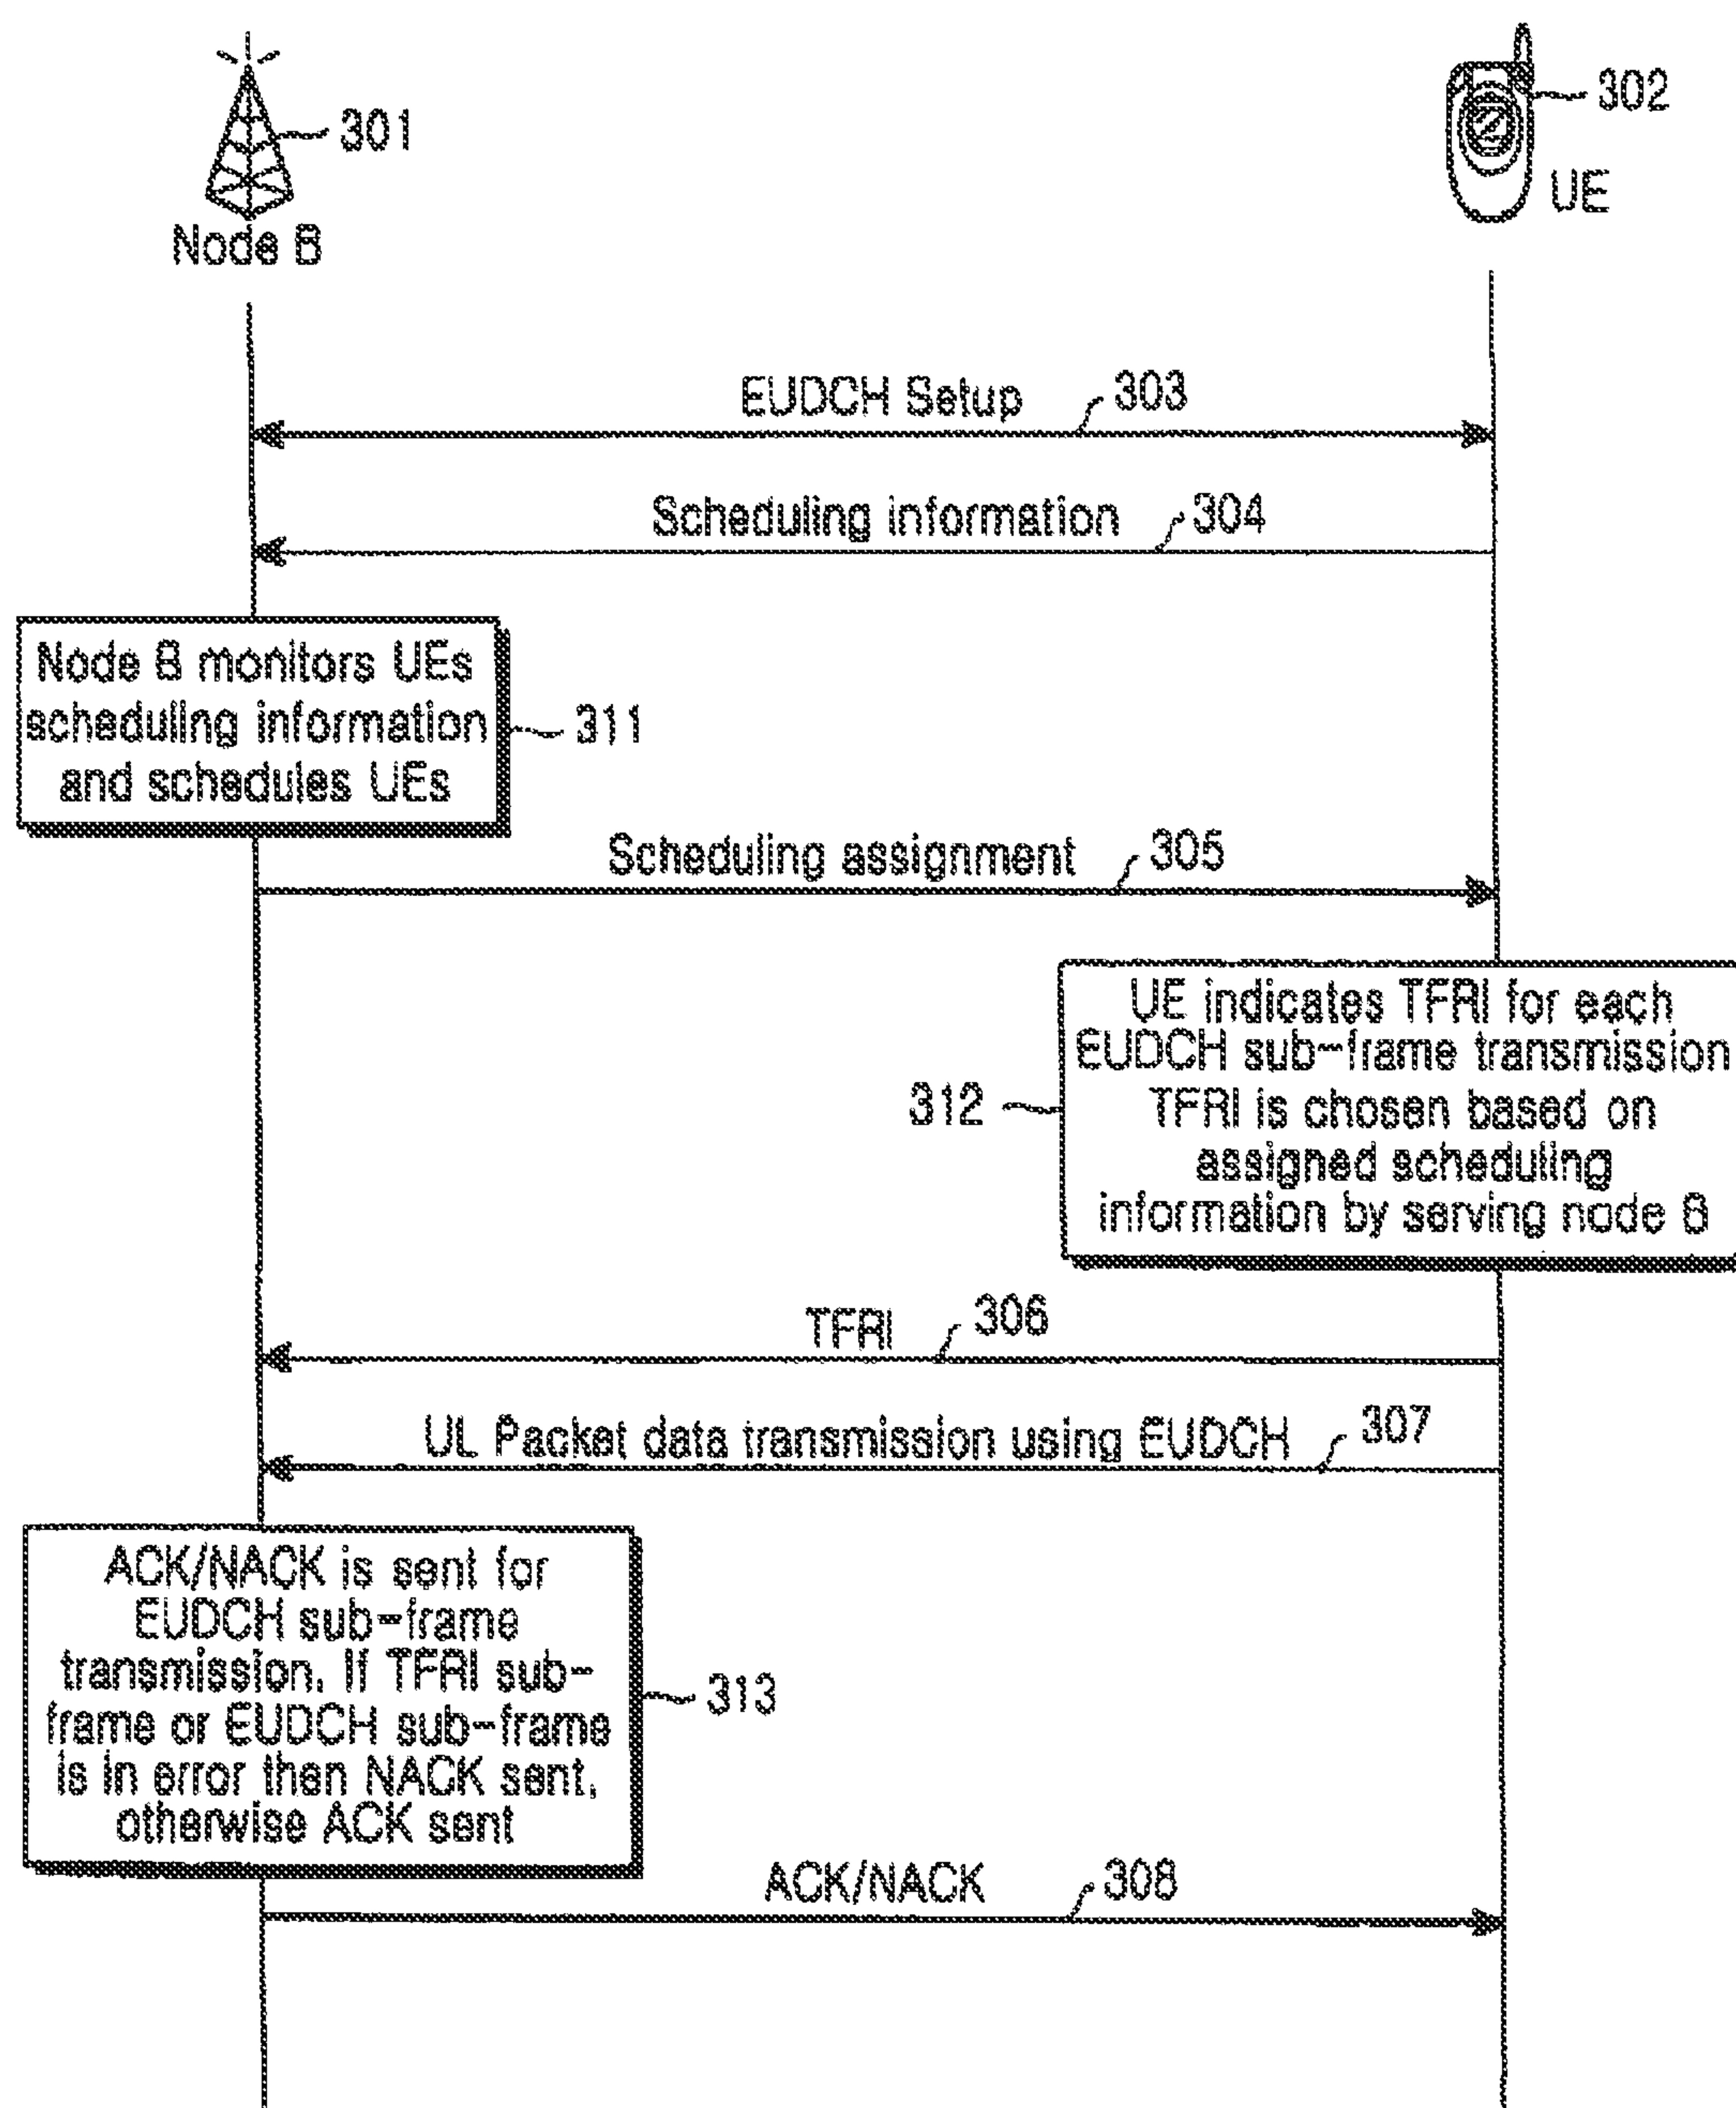 301
302
UE
Node B
EUDCH Setup 303
Scheduling information 304
Node B monitors UEs
scheduling information
and schedules UEs
311
Scheduling assignment 305
UE indicates TFRI for each
EUDCH sub-frame transmission
TFRI is chosen based on
assigned scheduling
information by serving node B
312
TFRI 306
UL Packet data transmission using EUDCH 307
ACK/NACK is sent for
EUDCH sub-frame
transmission. If TFRI sub-
frame or EUDCH sub-frame
is in error then NACK sent,
otherwise ACK sent
313
ACK/NACK 308